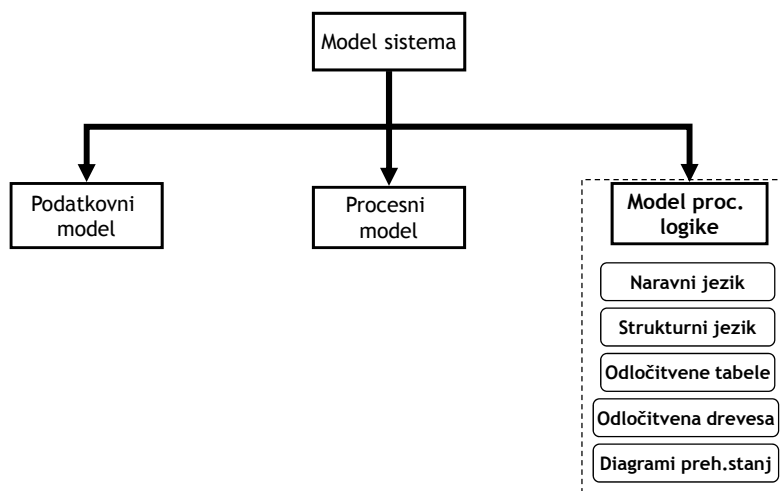 Model sistema
Podatkovni
model
Procesni
model
Model proc.
logike
Naravni jezik
Strukturni jezik
Odločitvene tabele
Odločitvena drevesa
Diagrami preh.stanj